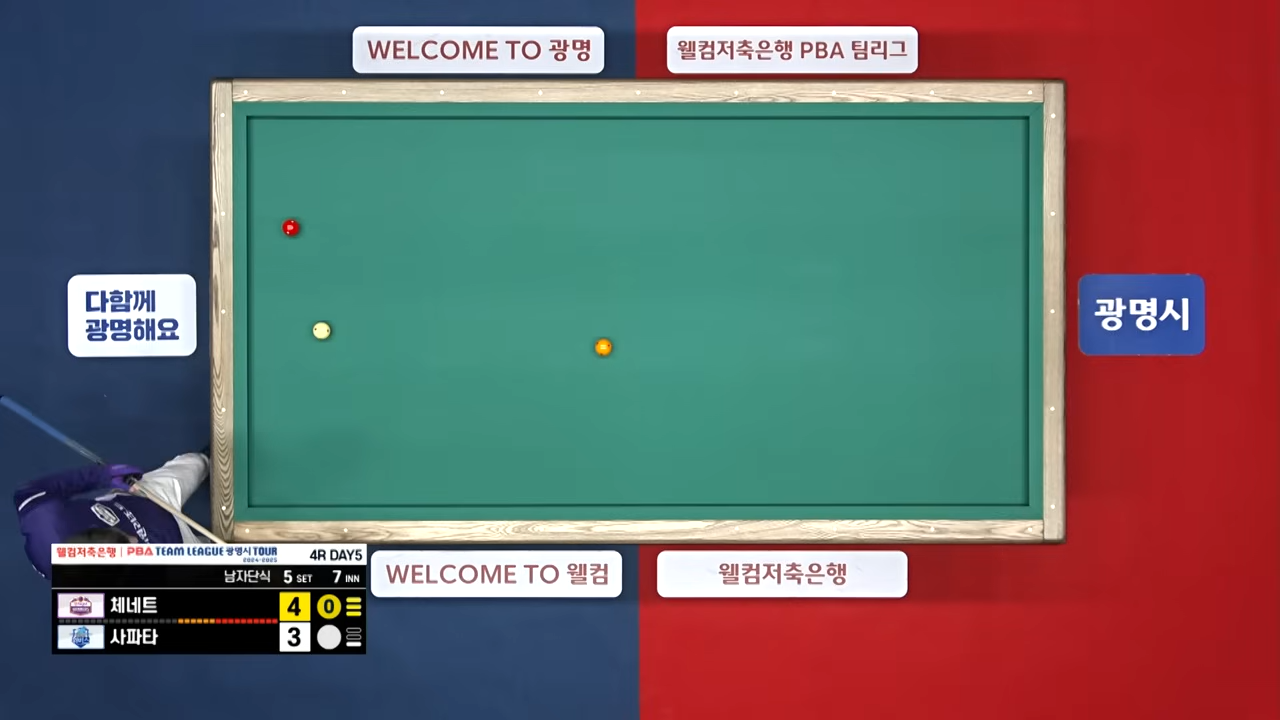 WELCOME TO 광명
웰컴저축은행 PBA 팀리그
다함께
광명해요
광명시
웰컴저축은행 | PBA TEAM LEAGUE 광명시 TOUR
2024-2025
4R DAY5
남자단식 5 SET 7 INN
체네트 4 0
사파타 3
WELCOME TO 웰컴
웰컴저축은행